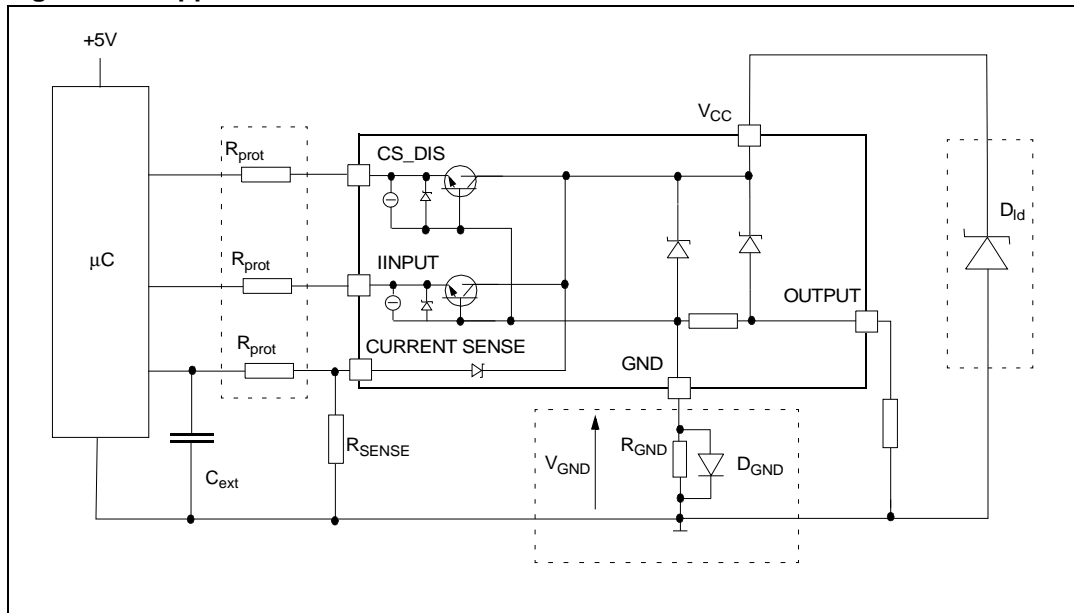 +5V
V_CC
R_prot
CS_DIS
D_ld
μC
R_prot
IINPUT
OUTPUT
R_prot
CURRENT SENSE
GND
R_SENSE
R_GND
V_GND
D_GND
C_ext